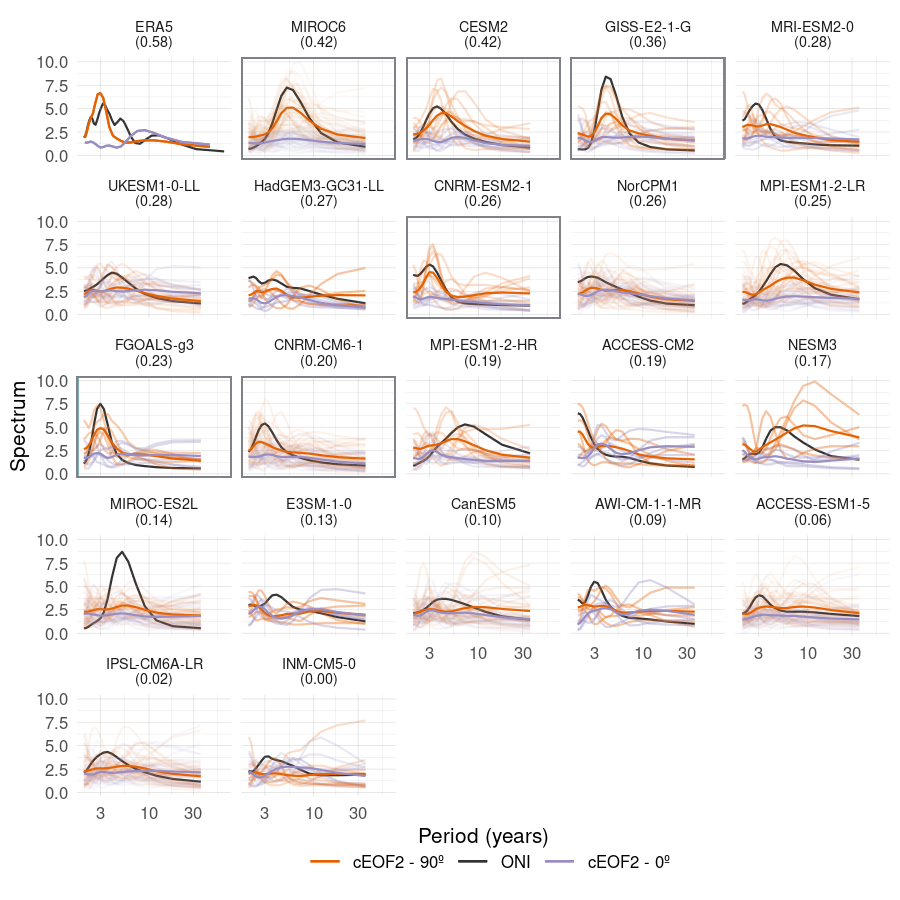 ERA5 MIROC6 CESM2 GISS-E2-1-G MRI-ESM2-0
(0.58) (0.42) (0.42) (0.36) (0.28)
10.0
7.5
5.0
2.5
0.0
UKESM1-0-LL HadGEM3-GC31-LL CNRM-ESM2-1 NorCPM1 MPI-ESM1-2-LR
(0.28) (0.27) (0.26) (0.26) (0.25)
10.0
7.5
5.0
2.5
0.0
FGOALS-g3 CNRM-CM6-1 MPI-ESM1-2-HR ACCESS-CM2 NESM3
(0.23) (0.20) (0.19) (0.19) (0.17)
10.0
7.5
5.0
2.5
0.0
Spectrum
MIROC-ES2L E3SM-1-0 CanESM5 AWI-CM-1-1-MR ACCESS-ESM1-5
(0.14) (0.13) (0.10) (0.09) (0.06)
10.0
7.5
5.0
2.5
0.0
3 10 30 3 10 30 3 10 30
IPSL-CM6A-LR INM-CM5-0
(0.02) (0.00)
10.0
7.5
5.0
2.5
0.0
3 10 30 3 10 30
Period (years)
cEOF2 - 90º ONI cEOF2 - 0º